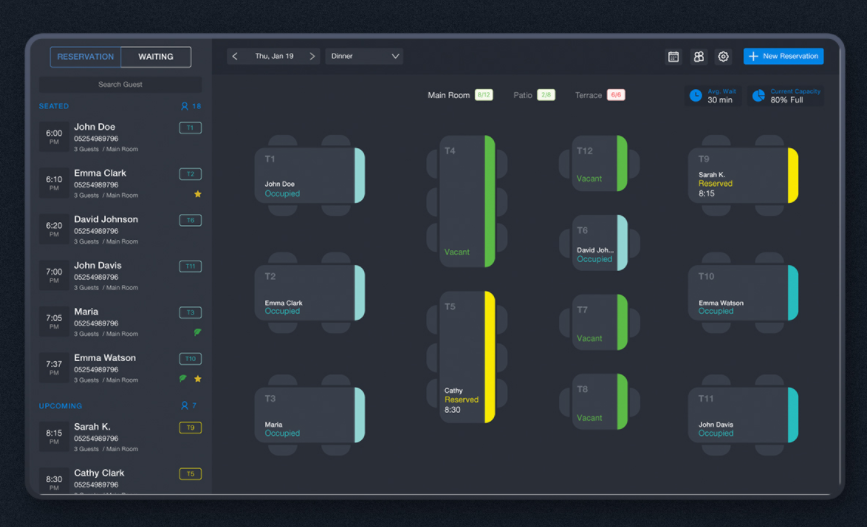 RESERVATION WAITING
Thu, Jan 19 Dinner
+ New Reservation
Search Guest
SEATED 18
6:00 PM
John Doe
05254989796
3 Guests / Main Room
T1
6:10 PM
Emma Clark
05254989796
3 Guests / Main Room
T2
6:20 PM
David Johnson
05254989796
3 Guests / Main Room
T6
7:00 PM
John Davis
05254989796
3 Guests / Main Room
T11
7:05 PM
Maria
05254989796
3 Guests / Main Room
T3
7:37 PM
Emma Watson
05254989796
3 Guests / Main Room
T10
UPCOMING 7
8:15 PM
Sarah K.
05254989796
3 Guests / Main Room
T9
8:30 PM
Cathy Clark
05254989796
T5
Main Room 6/12 Patio 2/8 Terrace 6/6
Avg. Wait
30 min
Current Capacity
80% Full
T1
John Doe
Occupied
T4
Vacant
T12
Vacant
T9
Sarah K.
Reserved
8:15
T6
David Joh...
Occupied
T2
Emma Clark
Occupied
T5
Cathy
Reserved
8:30
T7
Vacant
T10
Emma Watson
Occupied
T3
Maria
Occupied
T8
Vacant
T11
John Davis
Occupied